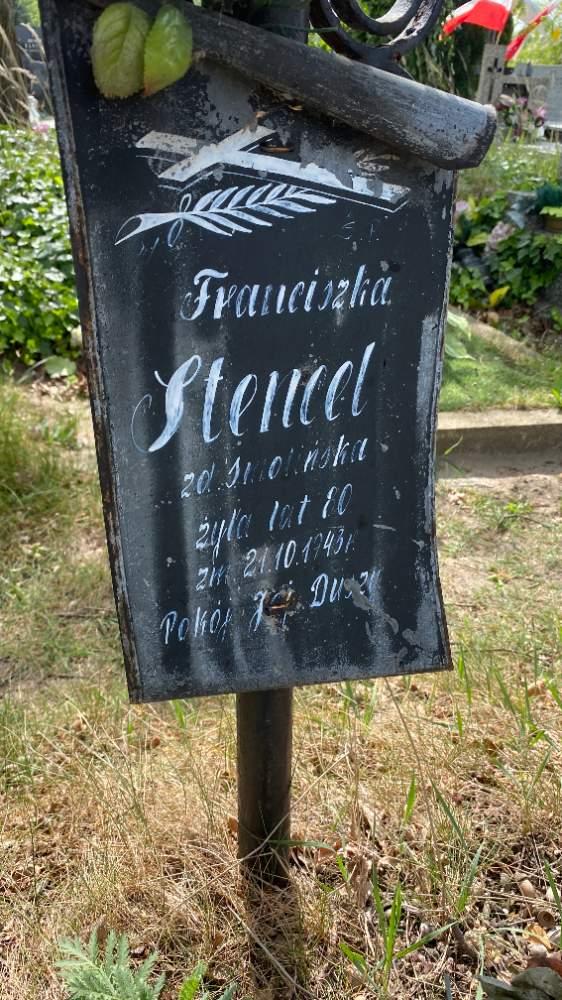 Ś. P.
Franciszka
Stencel
zd. Smolińska
żyła lat 80
zm. 21.10.1943 r.
Pokój Jej Duszy